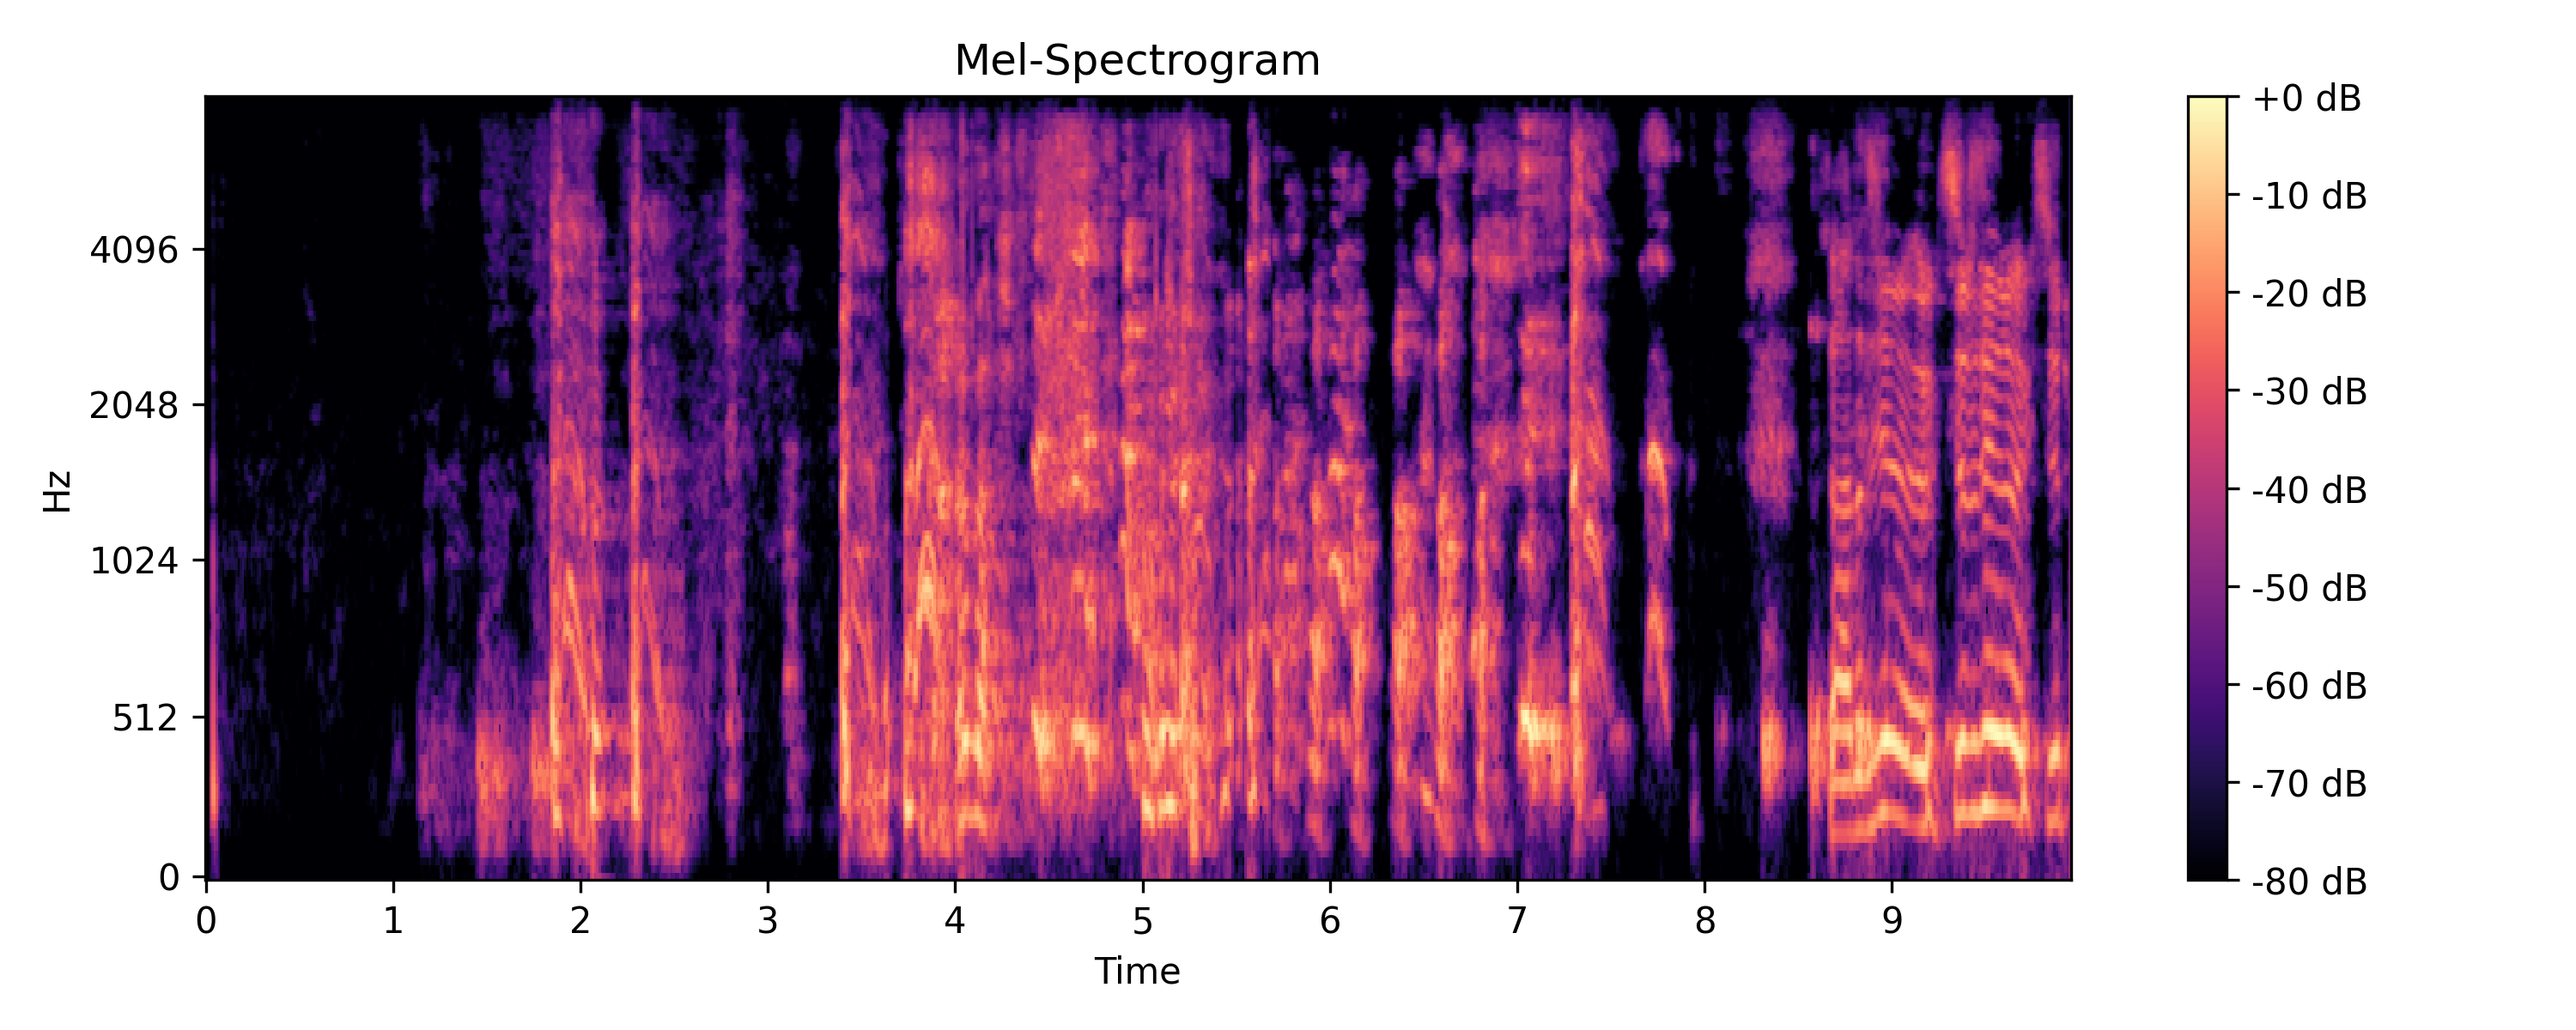 Mel-Spectrogram
+0 dB
-10 dB
-20 dB
-30 dB
-40 dB
-50 dB
-60 dB
-70 dB
-80 dB
Hz
4096
2048
1024
512
0
0 1 2 3 4 5 6 7 8 9
Time